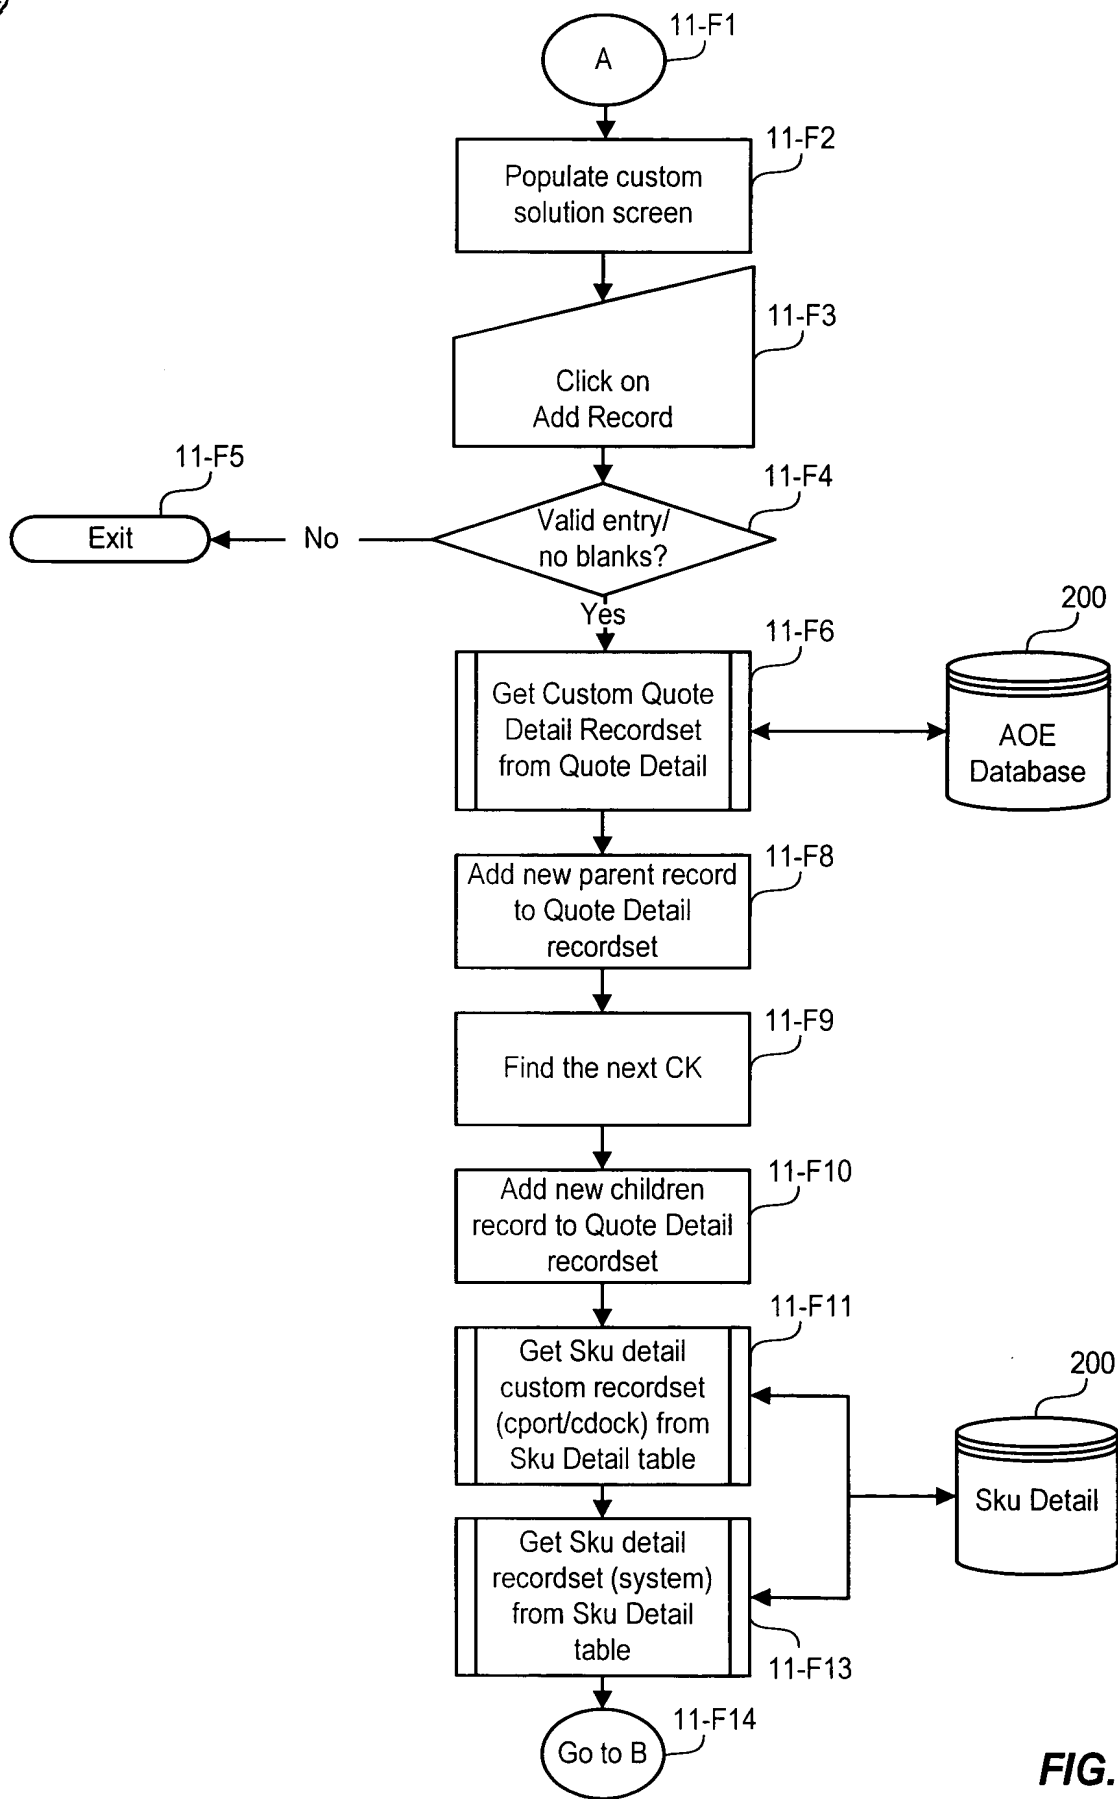 11-F1
A
11-F2
Populate custom
solution screen
11-F3
Click on
Add Record
11-F5
11-F4
Exit
No
Valid entry/
no blanks?
Yes
200
11-F6
Get Custom Quote
Detail Recordset
from Quote Detail
AOE
Database
11-F8
Add new parent record
to Quote Detail
recordset
11-F9
Find the next CK
11-F10
Add new children
record to Quote Detail
recordset
11-F11
Get Sku detail
custom recordset
(cport/cdock) from
Sku Detail table
200
Sku Detail
Get Sku detail
recordset (system)
from Sku Detail
table
11-F13
11-F14
Go to B
FIG.